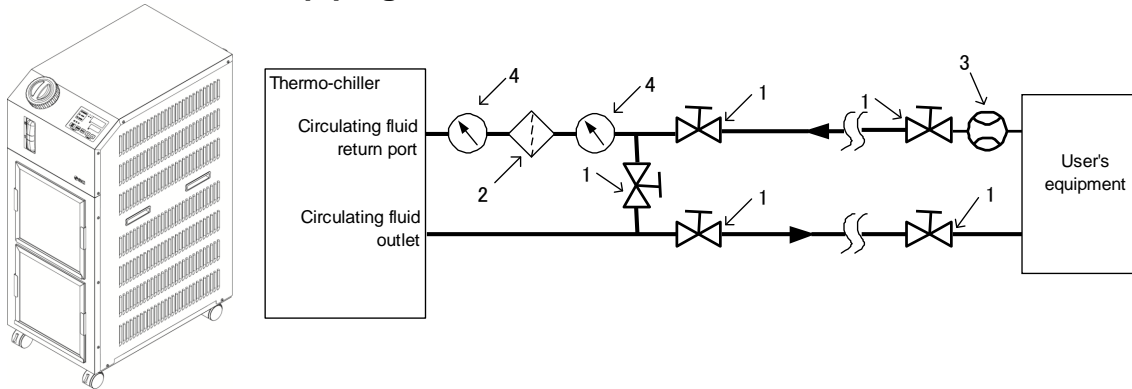 Thermo-chiller
Circulating fluid
return port
Circulating fluid
outlet
4
2
4
1
1
1
1
3
1
User's
equipment